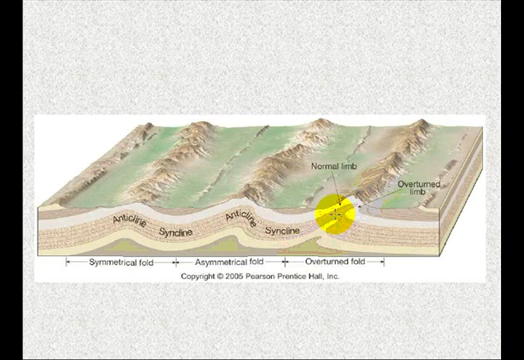 Normal limb
Overturned
limb
Anticline
Syncline
Anticline
Syncline
Symmetrical fold
Asymmetrical fold
Overturned fold
Copyright © 2005 Pearson Prentice Hall, Inc.